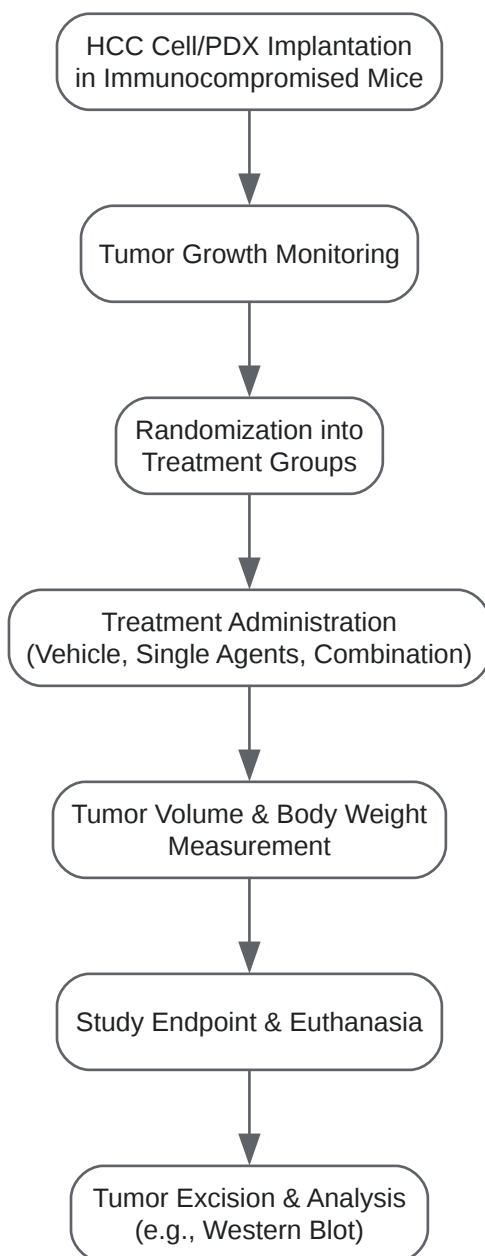 HCC Cell/PDX Implantation
in Immunocompromised Mice
Tumor Growth Monitoring
Randomization into
Treatment Groups
Treatment Administration
(Vehicle, Single Agents, Combination)
Tumor Volume & Body Weight
Measurement
Study Endpoint & Euthanasia
Tumor Excision & Analysis
(e.g., Western Blot)